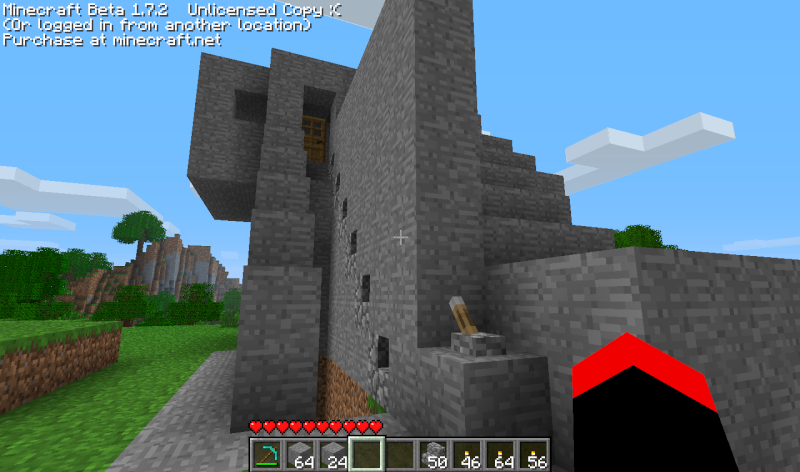 Minecraft Beta 1.7.2 Unlicensed Copy :(
(Or logged in from another location)
Purchase at minecraft.net
64 24 50 46 64 56